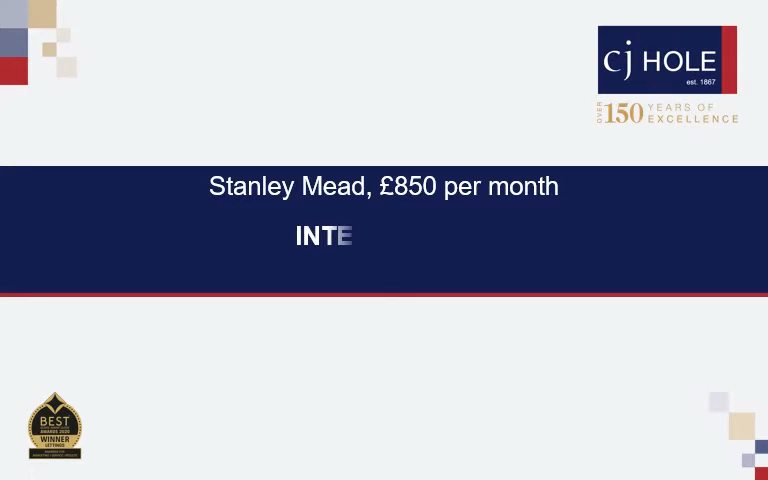 cj HOLE
est. 1867
OVER 150 YEARS OF
EXCELLENCE
Stanley Mead, £850 per month
INTE
BEST
AWARDS 2020
WINNER
LETTINGS